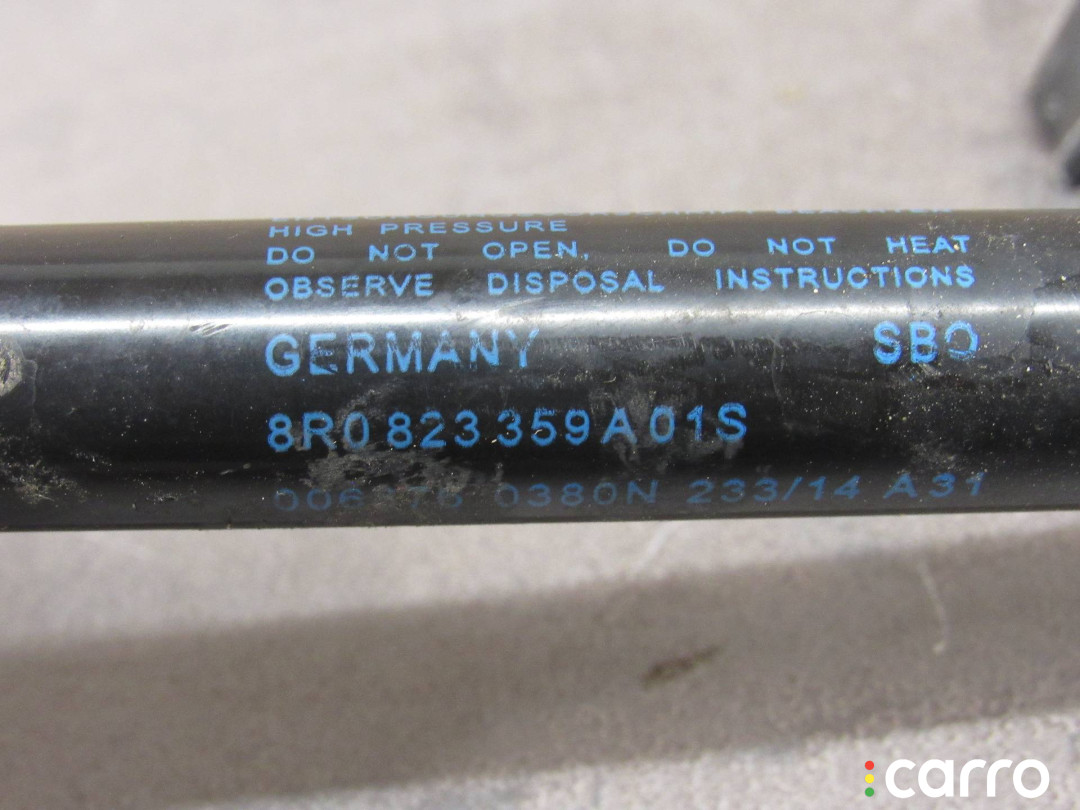 HIGH PRESSURE
DO NOT OPEN, DO NOT HEAT
OBSERVE DISPOSAL INSTRUCTIONS
GERMANY SBO
8R0 823 359 A 01S
0380N 233/14 A31
carro